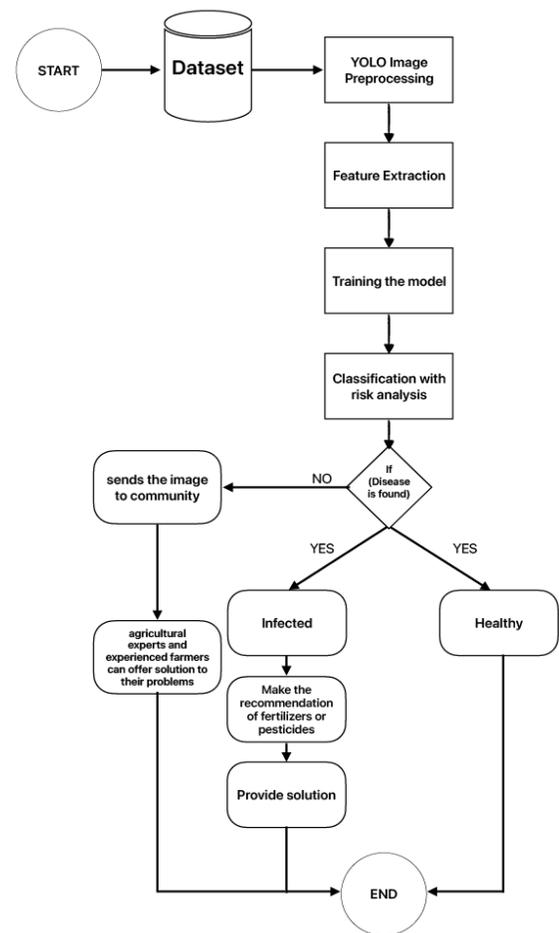 START
Dataset
YOLO Image
Preprocessing
Feature Extraction
Training the model
Classification with
risk analysis
If
(Disease
is found)
NO
sends the image
to community
YES
YES
Infected
Healthy
agricultural
experts and
experienced farmers
can offer solution to
their problems
Make the
recommendation
of fertilizers or
pesticides
Provide solution
END